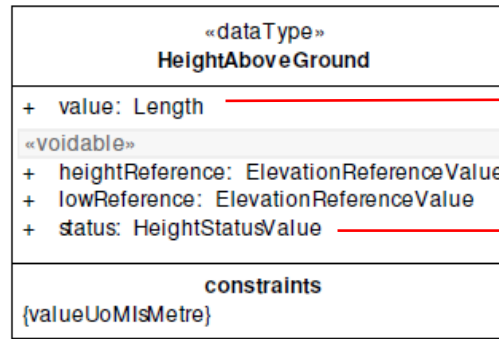 «dataType»
HeightAboveGround
+ value: Length
«voidable»
+ heightReference: ElevationReferenceValue
+ lowReference: ElevationReferenceValue
+ status: HeightStatusValue
constraints
{valueUoMIsMetre}